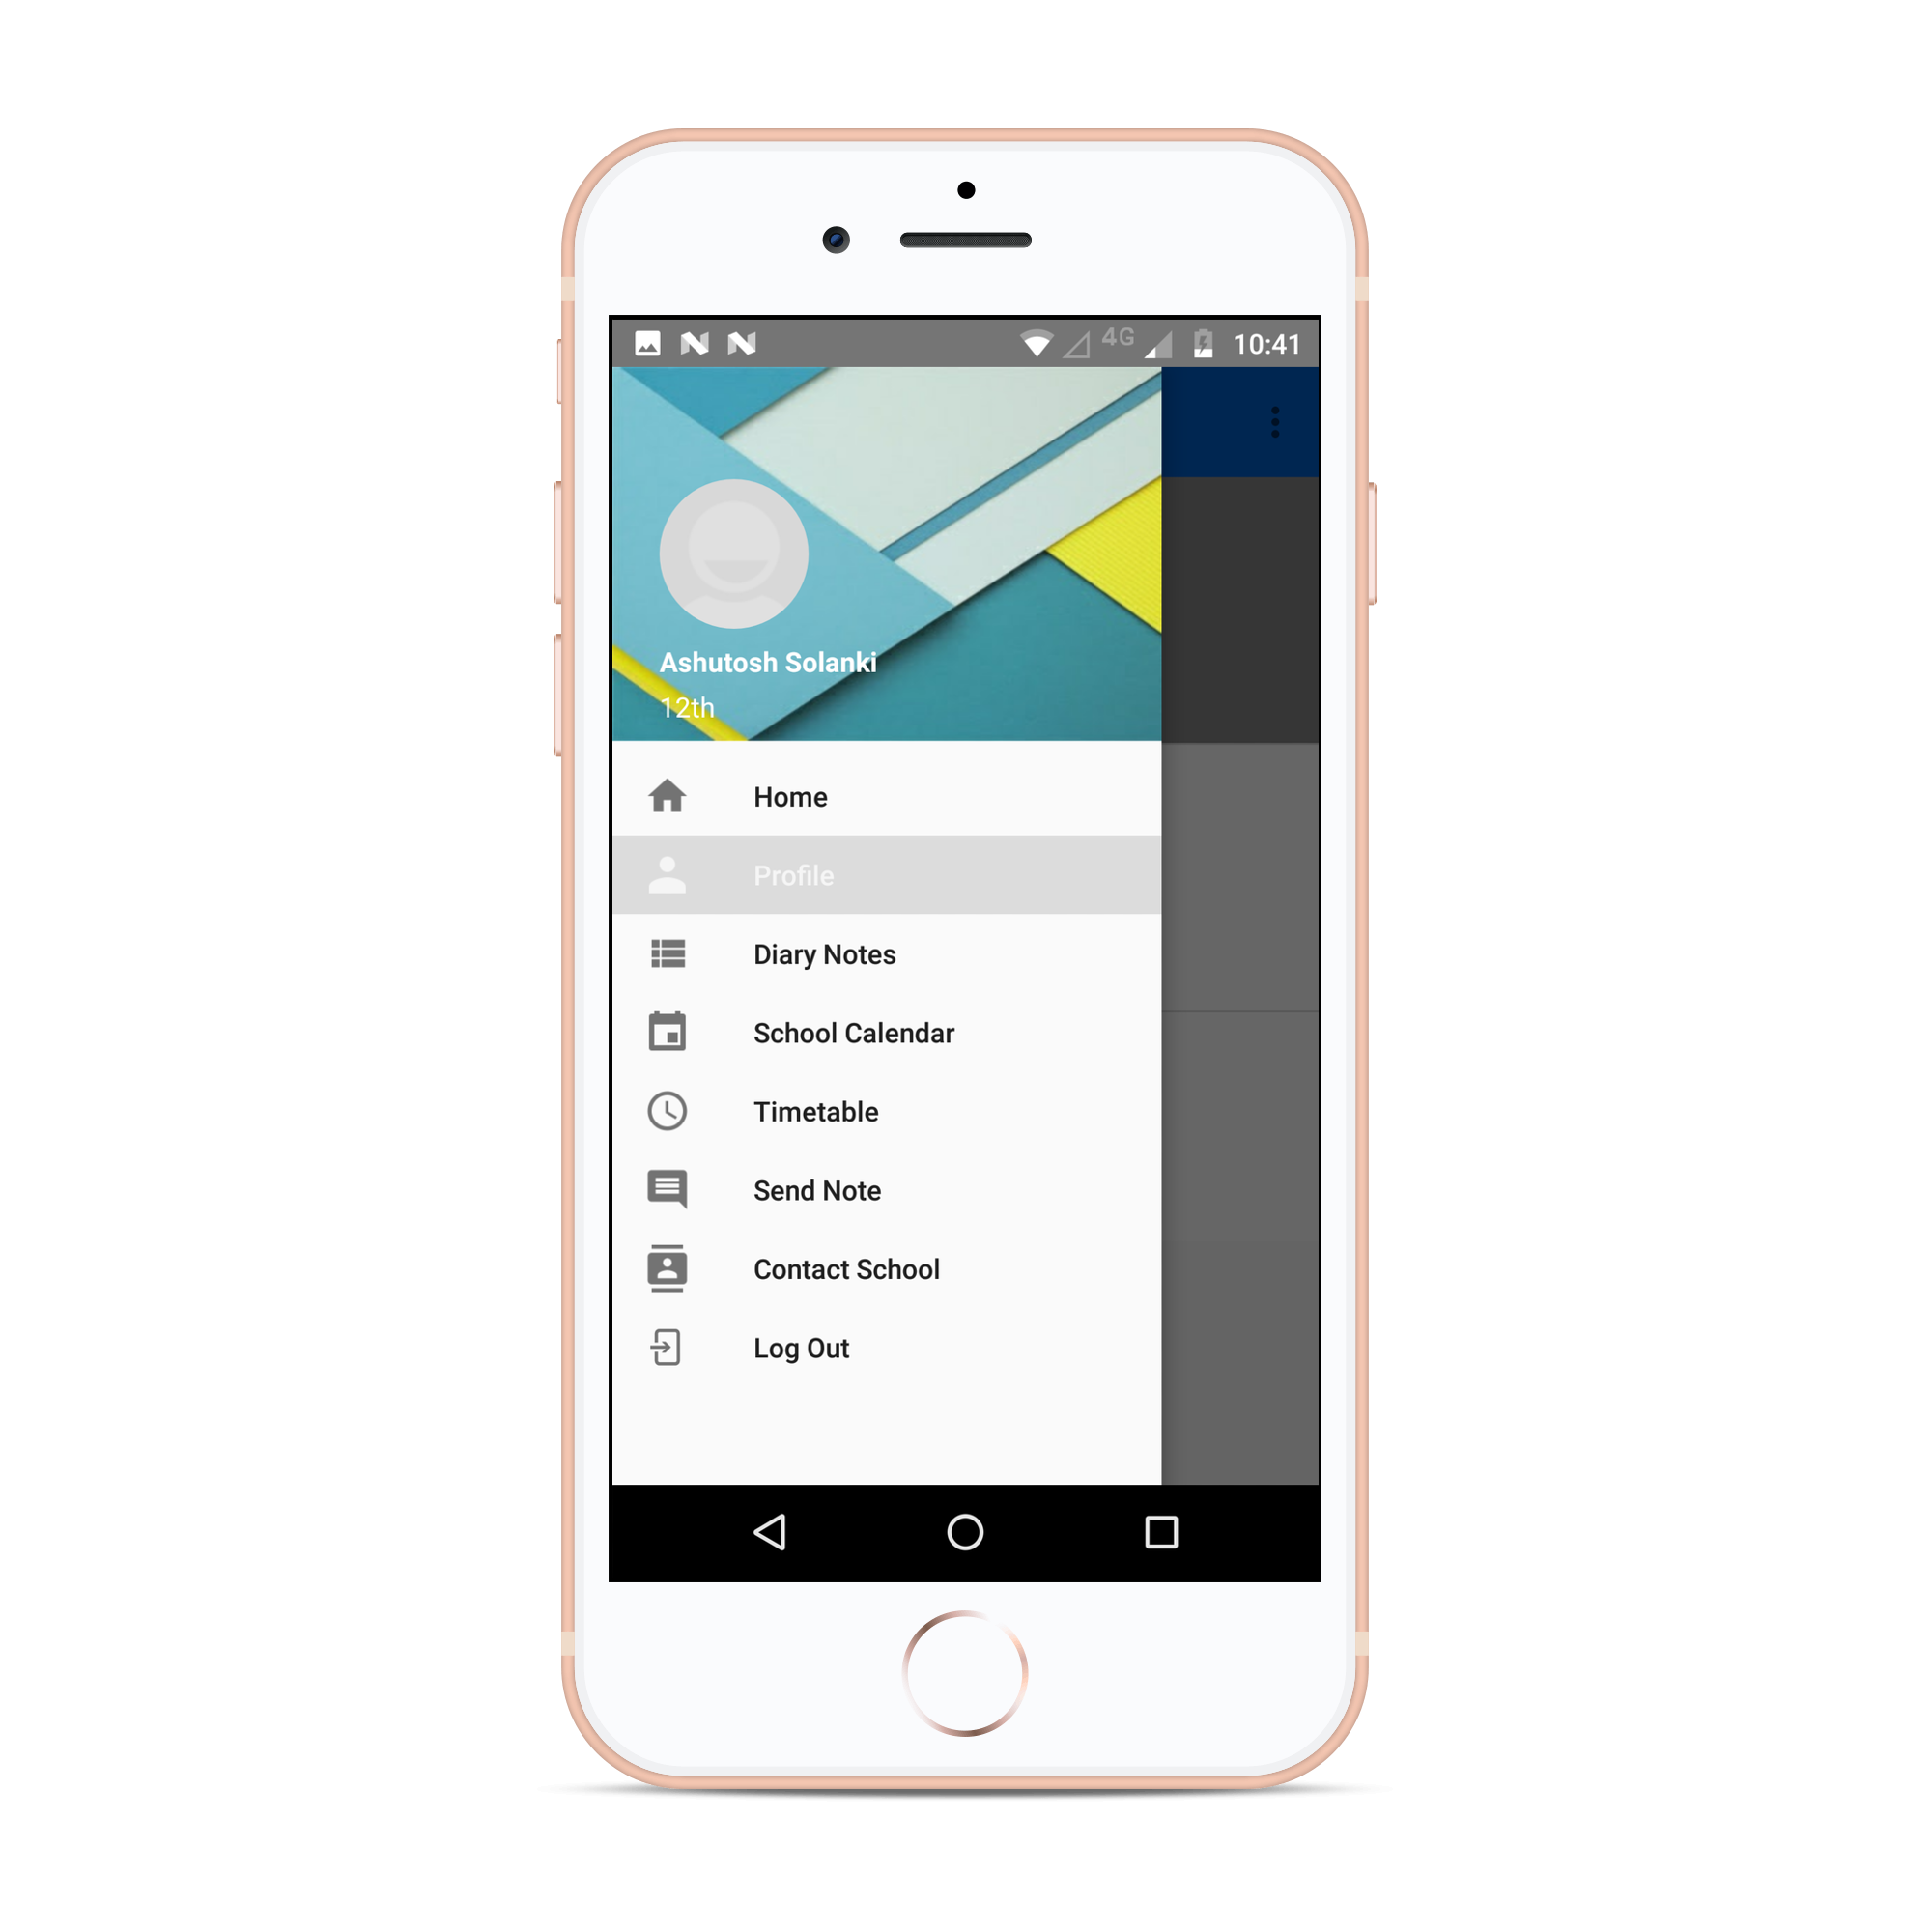 4G 10:41
Ashutosh Solanki
12th
Home
Profile
Diary Notes
School Calendar
Timetable
Send Note
Contact School
Log Out